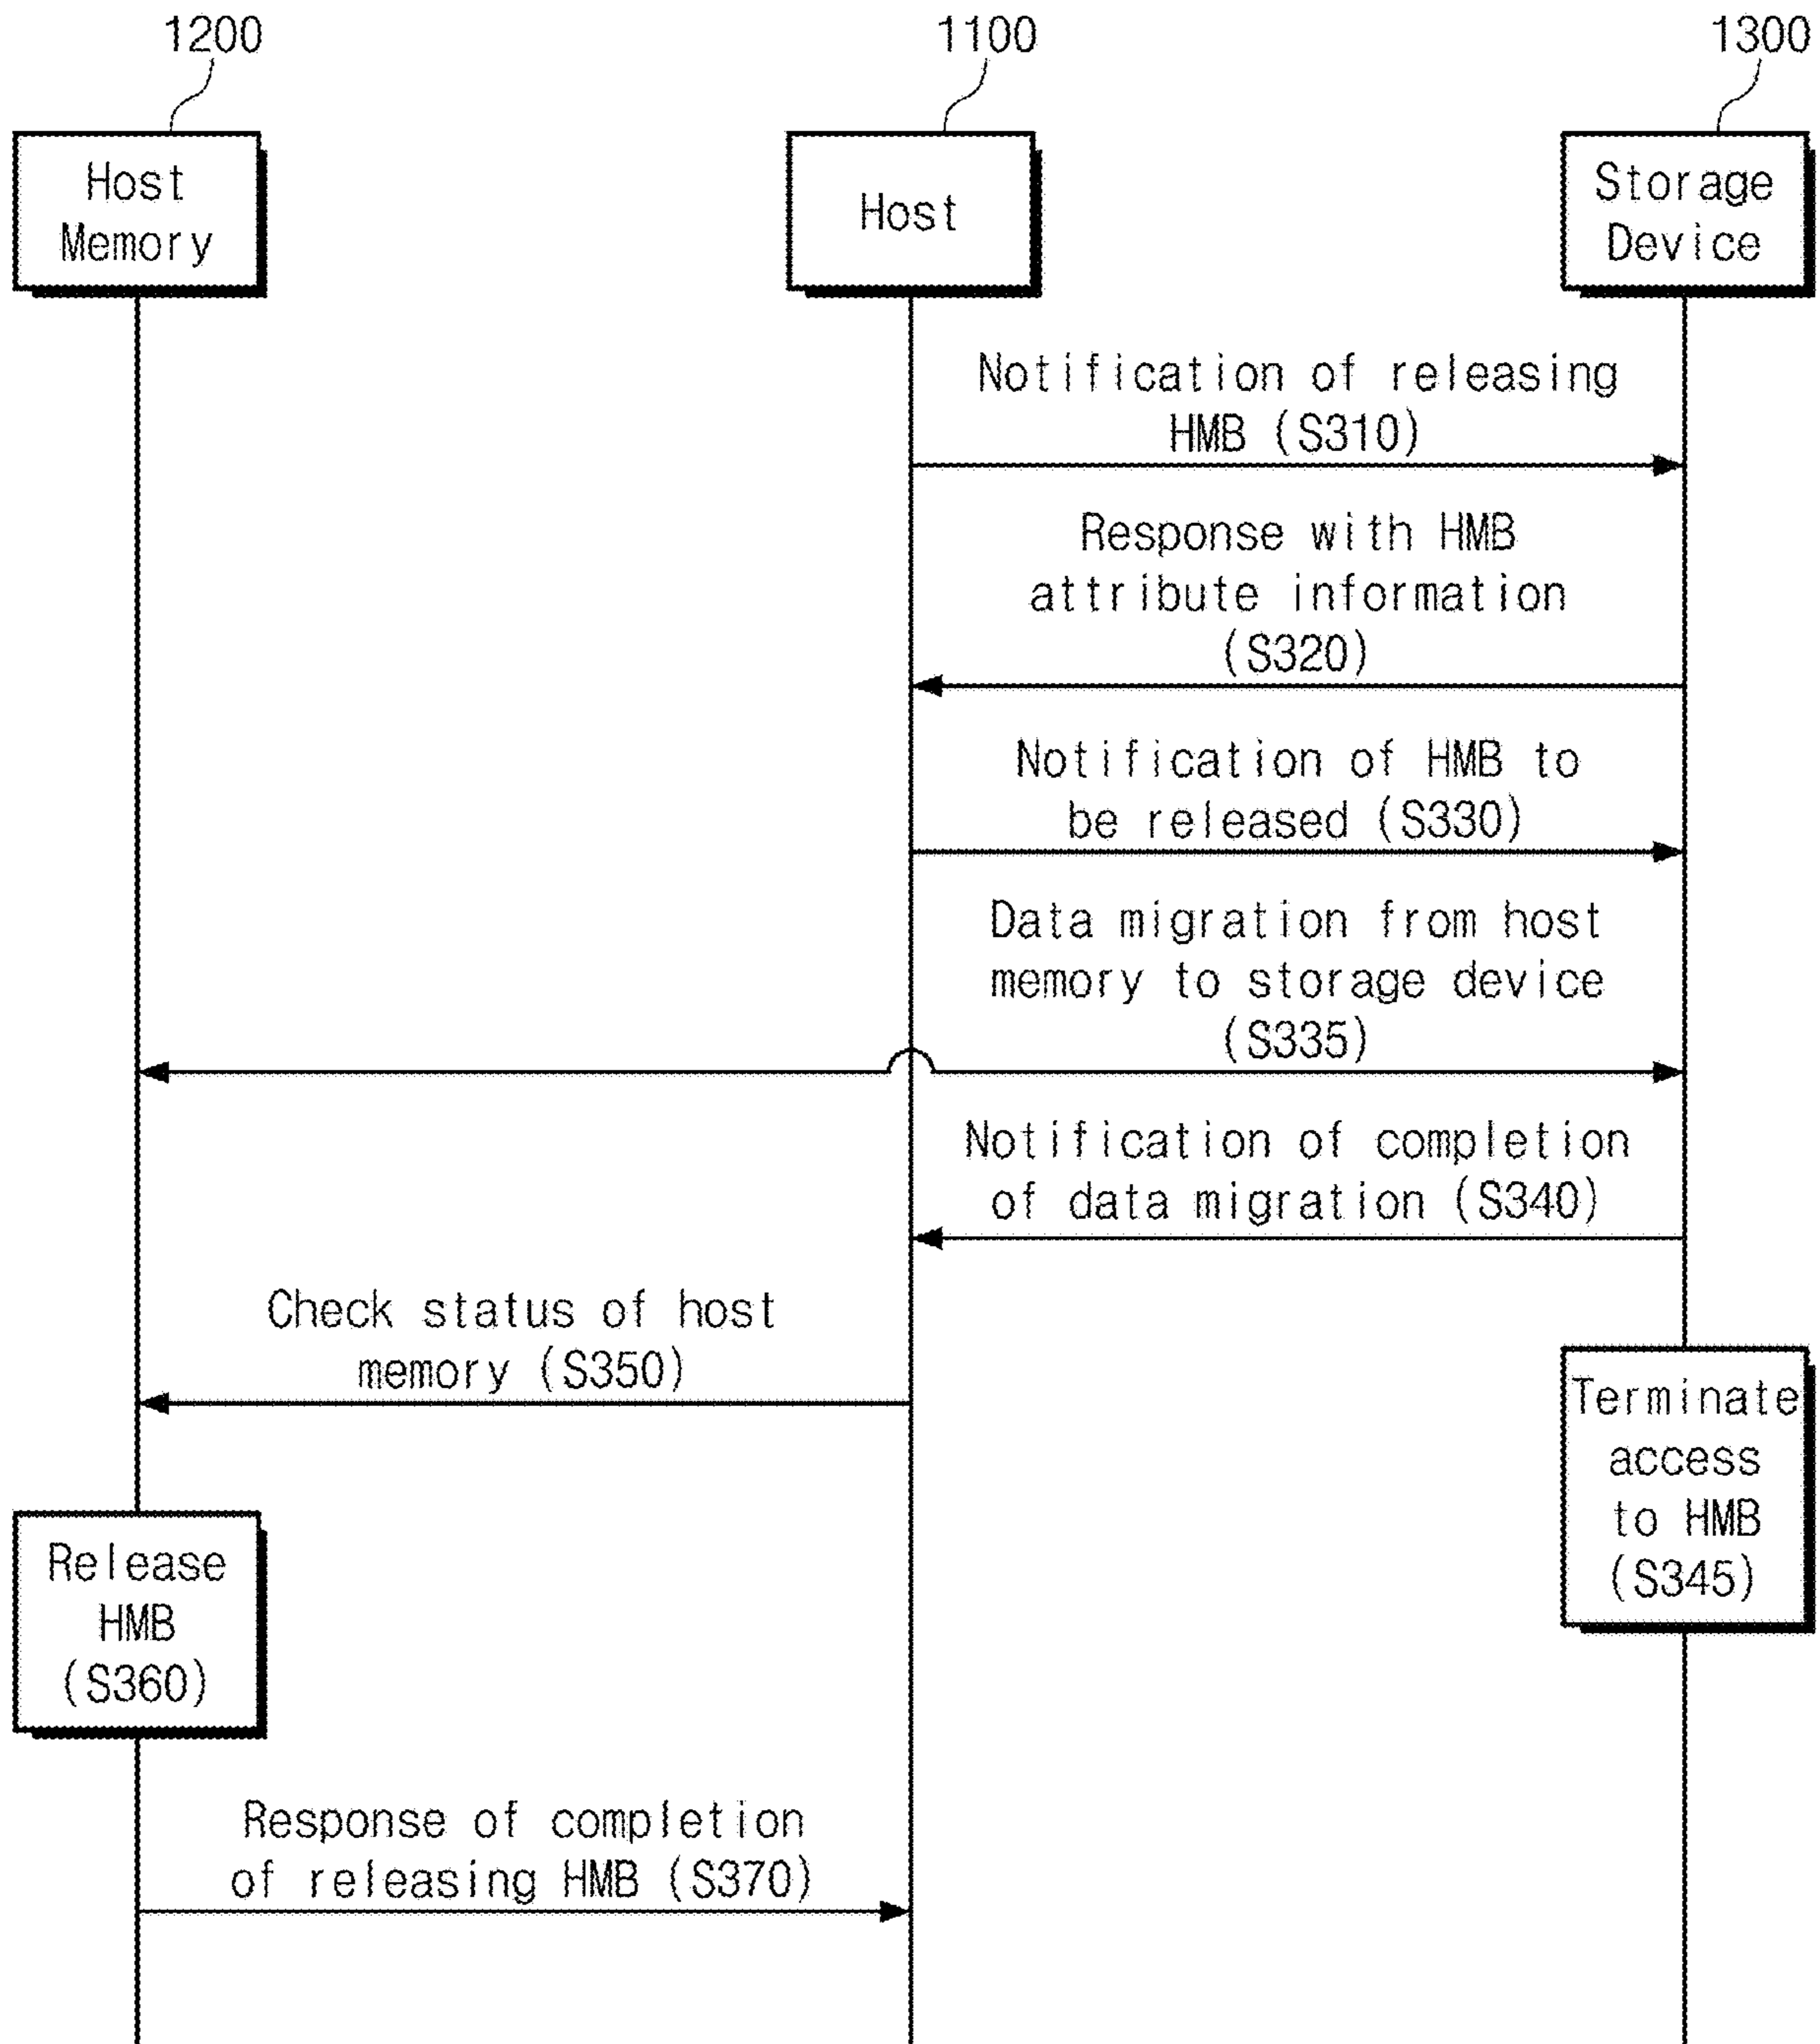 1200
1100
1300
Host
Memory
Host
Storage
Device
Notification of releasing
HMB (S310)
Response with HMB
attribute information
(S320)
Notification of HMB to
be released (S330)
Data migration from host
memory to storage device
(S335)
Notification of completion
of data migration (S340)
Check status of host
memory (S350)
Terminate
access
to HMB
(S345)
Release
HMB
(S360)
Response of completion
of releasing HMB (S370)